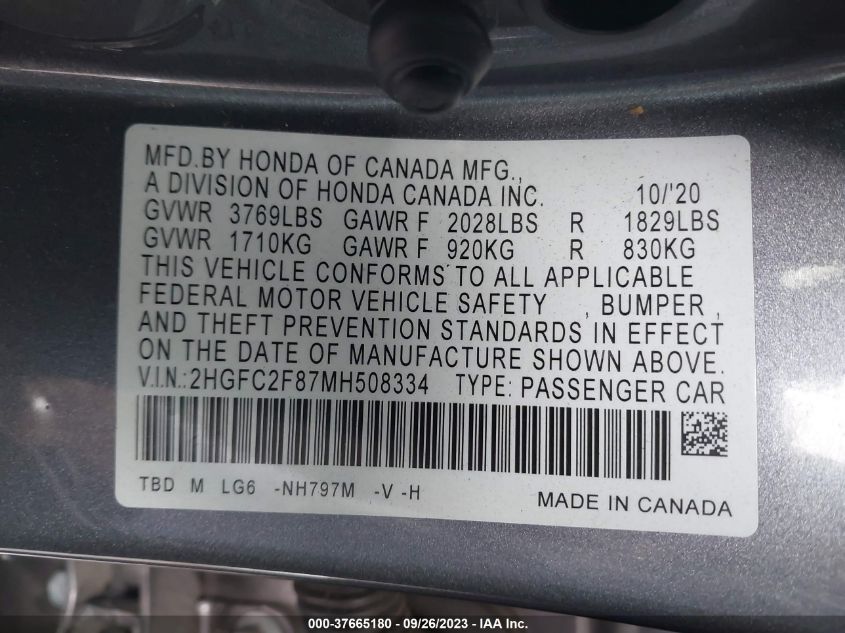 MFD.BY HONDA OF CANADA MFG.,
A DIVISION OF HONDA CANADA INC. 10/'20
GVWR 3769LBS GAWR F 2028LBS R 1829LBS
GVWR 1710KG GAWR F 920KG R 830KG
THIS VEHICLE CONFORMS TO ALL APPLICABLE
FEDERAL MOTOR VEHICLE SAFETY , BUMPER ,
AND THEFT PREVENTION STANDARDS IN EFFECT
ON THE DATE OF MANUFACTURE SHOWN ABOVE.
V.I.N.:2HGFC2F87MH508334 TYPE: PASSENGER CAR
TBD M LG6 -NH797M -V -H MADE IN CANADA
000-37665180 - 09/26/2023 - IAA Inc.